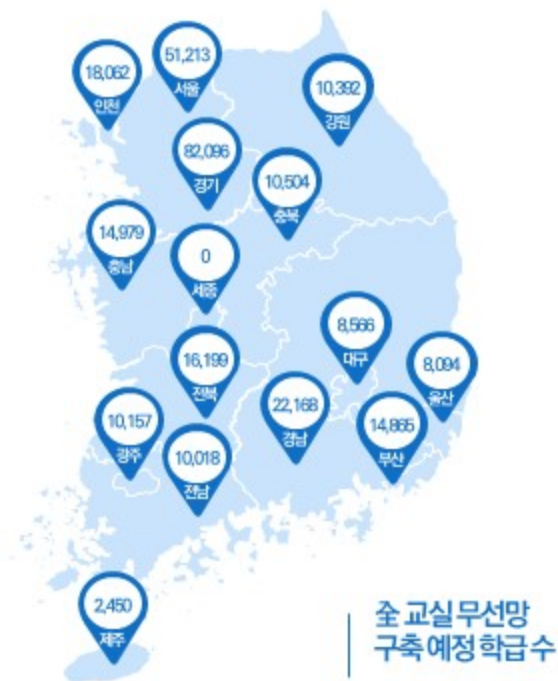 51,213
서울
18,062
인천
10,392
강원
82,096
경기
10,504
충북
14,979
충남
0
세종
8,566
대구
16,199
전북
8,094
울산
22,168
경남
10,157
광주
14,865
부산
10,018
전남
2,450
제주
全 교실 무선망
구축 예정 학급 수